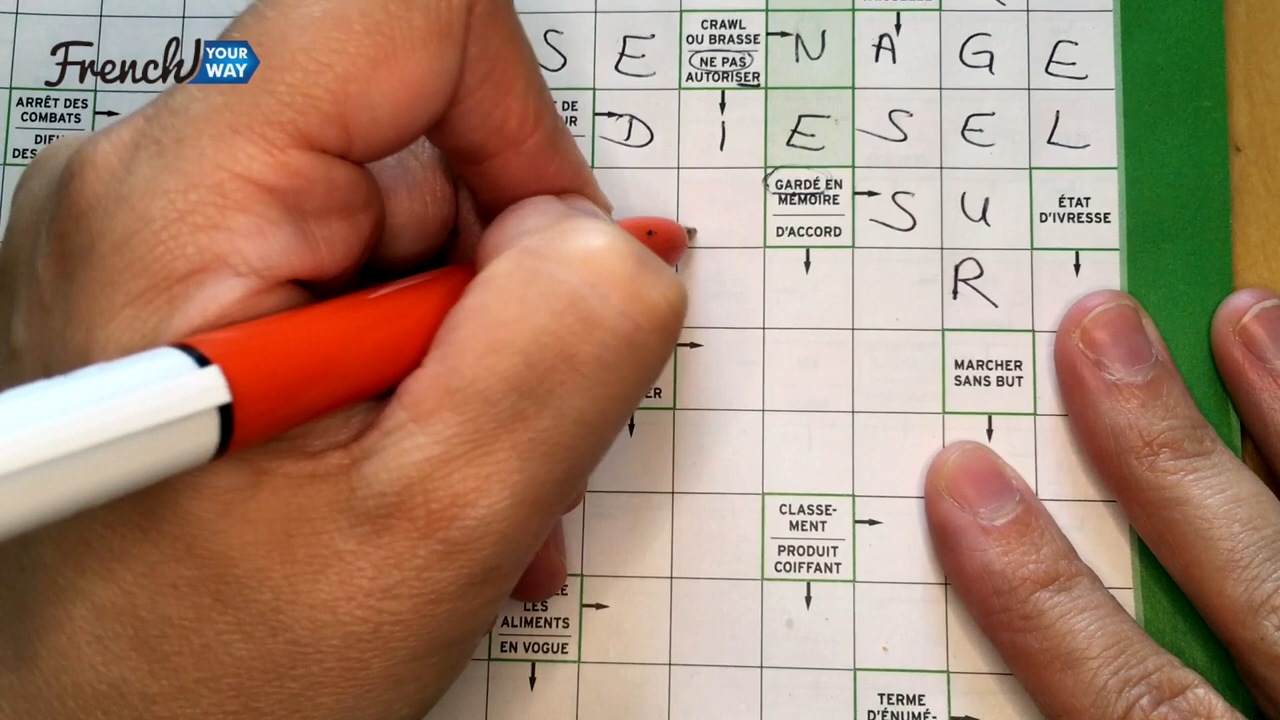 French YOUR WAY
CRAWL
OU BRASSE
NE PAS
AUTORISER
S E N A G E
ARRÊT DES
COMBATS
DE
D I E S E L
GARDÉ EN
MÉMOIRE
D'ACCORD
S U
ÉTAT
D'IVRESSE
R
MARCHER
SANS BUT
ER
CLASSE-
MENT
PRODUIT
COIFFANT
LES
ALIMENTS
EN VOGUE
TERME
D'ÉNUMÉ-